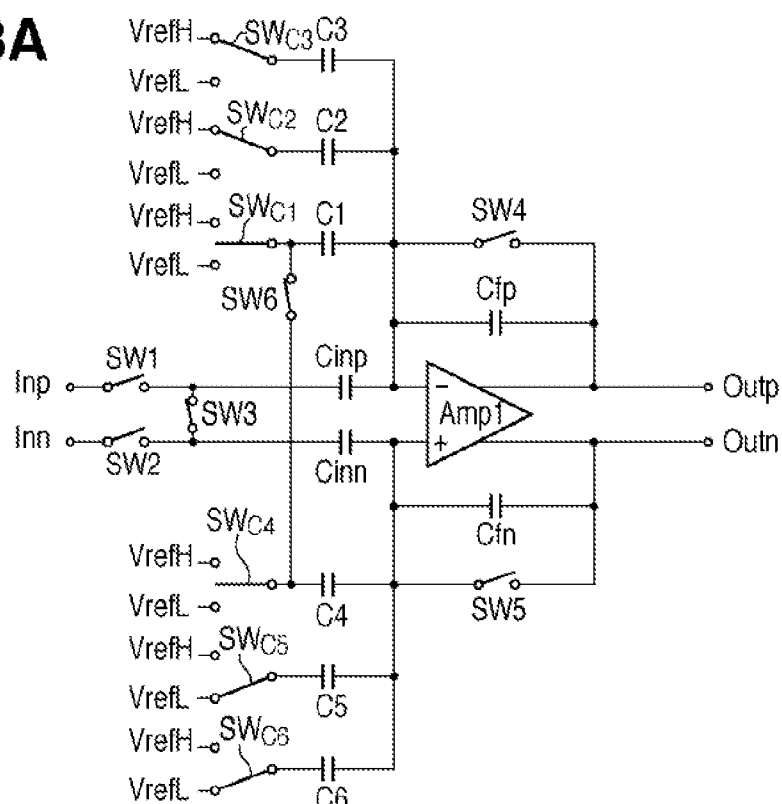 3A
VrefH SWC3 C3
VrefL
VrefH SWC2 C2
VrefL
VrefH SWC1 C1 SW4
VrefL
SW6 Cfp
Inp SW1 Cinp − Outp
SW3 Amp1
Inn SW2 Cinn + Outn
SWC4 Cfn
VrefH
VrefL C4 SW5
VrefH SWC5
VrefL C5
VrefH SWC6
VrefL C6